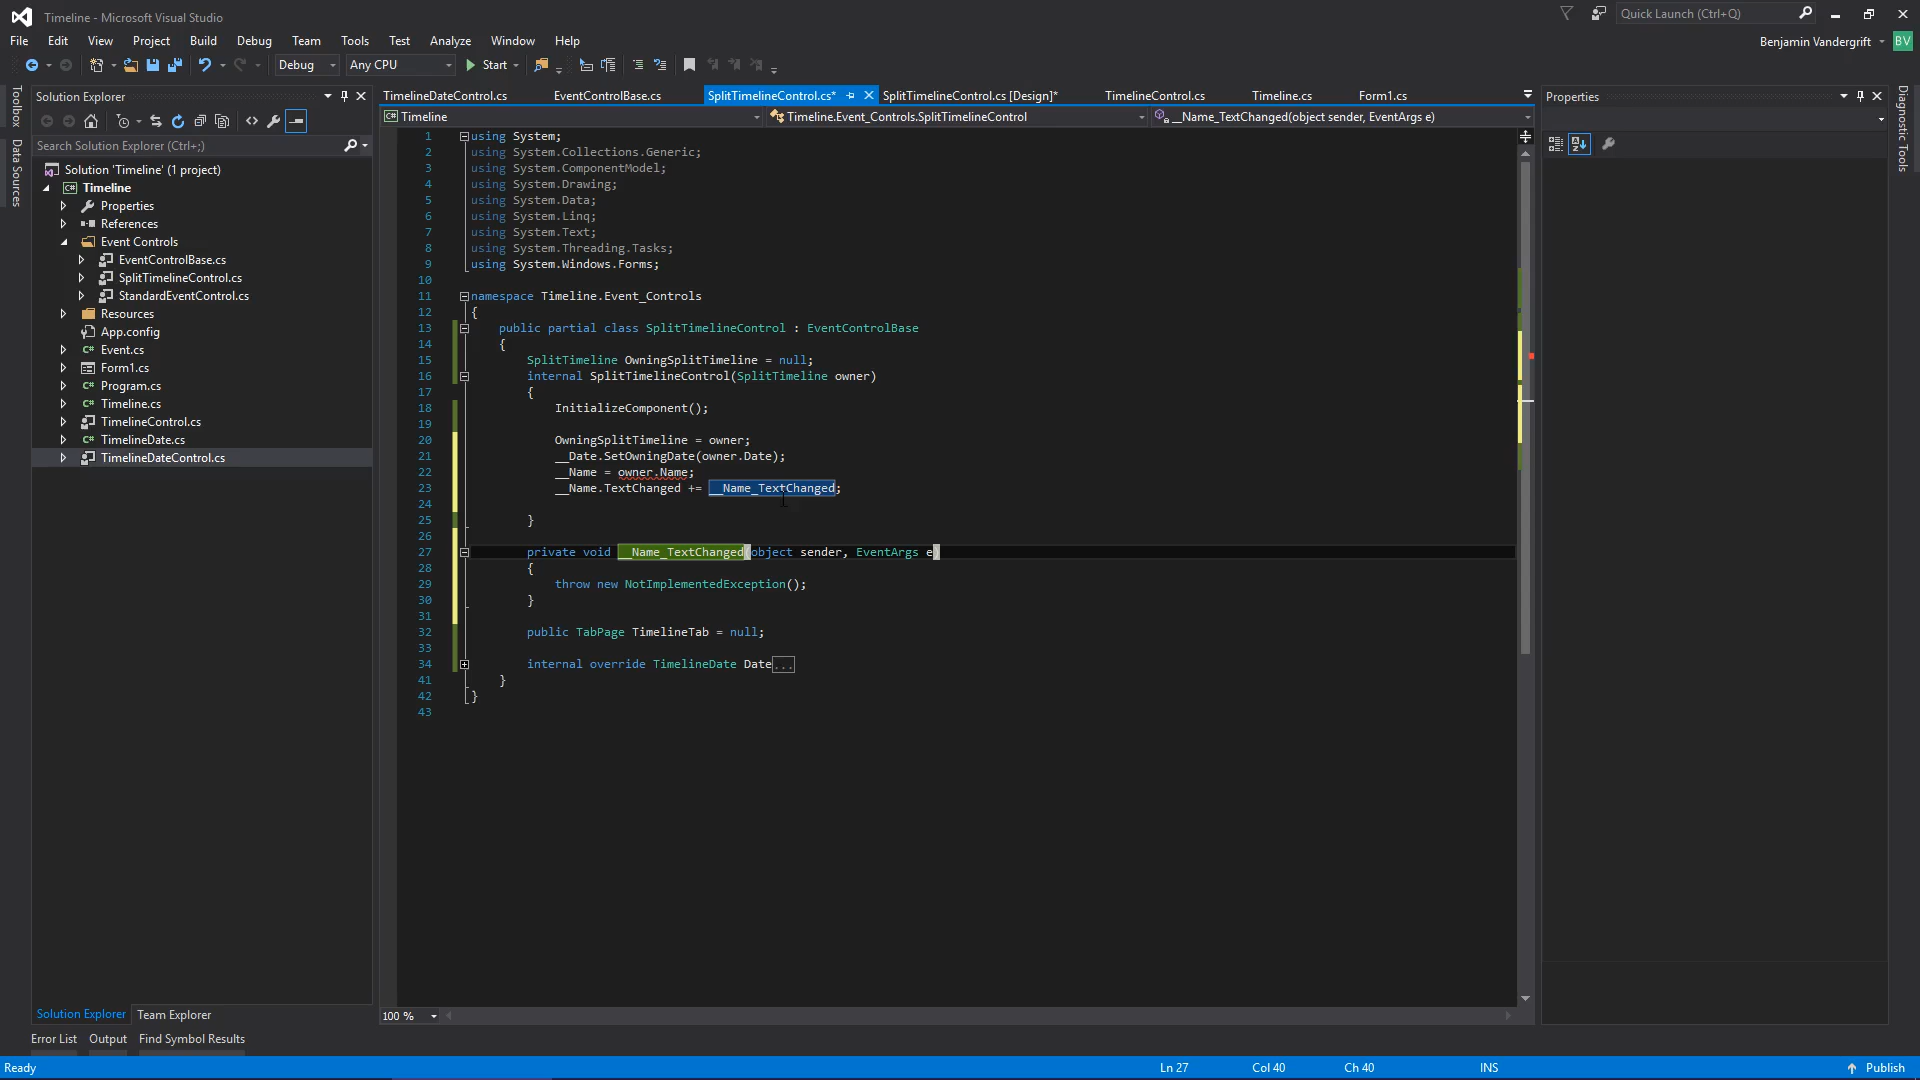 Timeline - Microsoft Visual Studio
Quick Launch (Ctrl+Q)
File Edit View Project Build Debug Team Tools Test Analyze Window Help
Benjamin Vandergrift BV
Debug Any CPU Start
Toolbox
Data Sources
Solution Explorer
Search Solution Explorer (Ctrl+;)
Solution 'Timeline' (1 project)
C# Timeline
Properties
References
Event Controls
EventControlBase.cs
SplitTimelineControl.cs
StandardEventControl.cs
Resources
App.config
C# Event.cs
Form1.cs
C# Program.cs
C# Timeline.cs
TimelineControl.cs
C# TimelineDate.cs
TimelineDateControl.cs
Solution Explorer Team Explorer
TimelineDateControl.cs EventControlBase.cs SplitTimelineControl.cs* SplitTimelineControl.cs [Design]* TimelineControl.cs Timeline.cs Form1.cs
C# Timeline Timeline.Event_Controls.SplitTimelineControl __Name_TextChanged(object sender, EventArgs e)
1 using System;
2 using System.Collections.Generic;
3 using System.ComponentModel;
4 using System.Drawing;
5 using System.Data;
6 using System.Linq;
7 using System.Text;
8 using System.Threading.Tasks;
9 using System.Windows.Forms;
10
11 namespace Timeline.Event_Controls
12 {
13 public partial class SplitTimelineControl : EventControlBase
14 {
15 SplitTimeline OwningSplitTimeline = null;
16 internal SplitTimelineControl(SplitTimeline owner)
17 {
18 InitializeComponent();
19
20 OwningSplitTimeline = owner;
21 __Date.SetOwningDate(owner.Date);
22 __Name = owner.Name;
23 __Name.TextChanged += __Name_TextChanged;
24
25 }
26
27 private void __Name_TextChanged(object sender, EventArgs e)
28 {
29 throw new NotImplementedException();
30 }
31
32 public TabPage TimelineTab = null;
33
34 internal override TimelineDate Date...
41 }
42 }
43
100 %
Properties
Diagnostic Tools
Error List Output Find Symbol Results
Ready Ln 27 Col 40 Ch 40 INS Publish